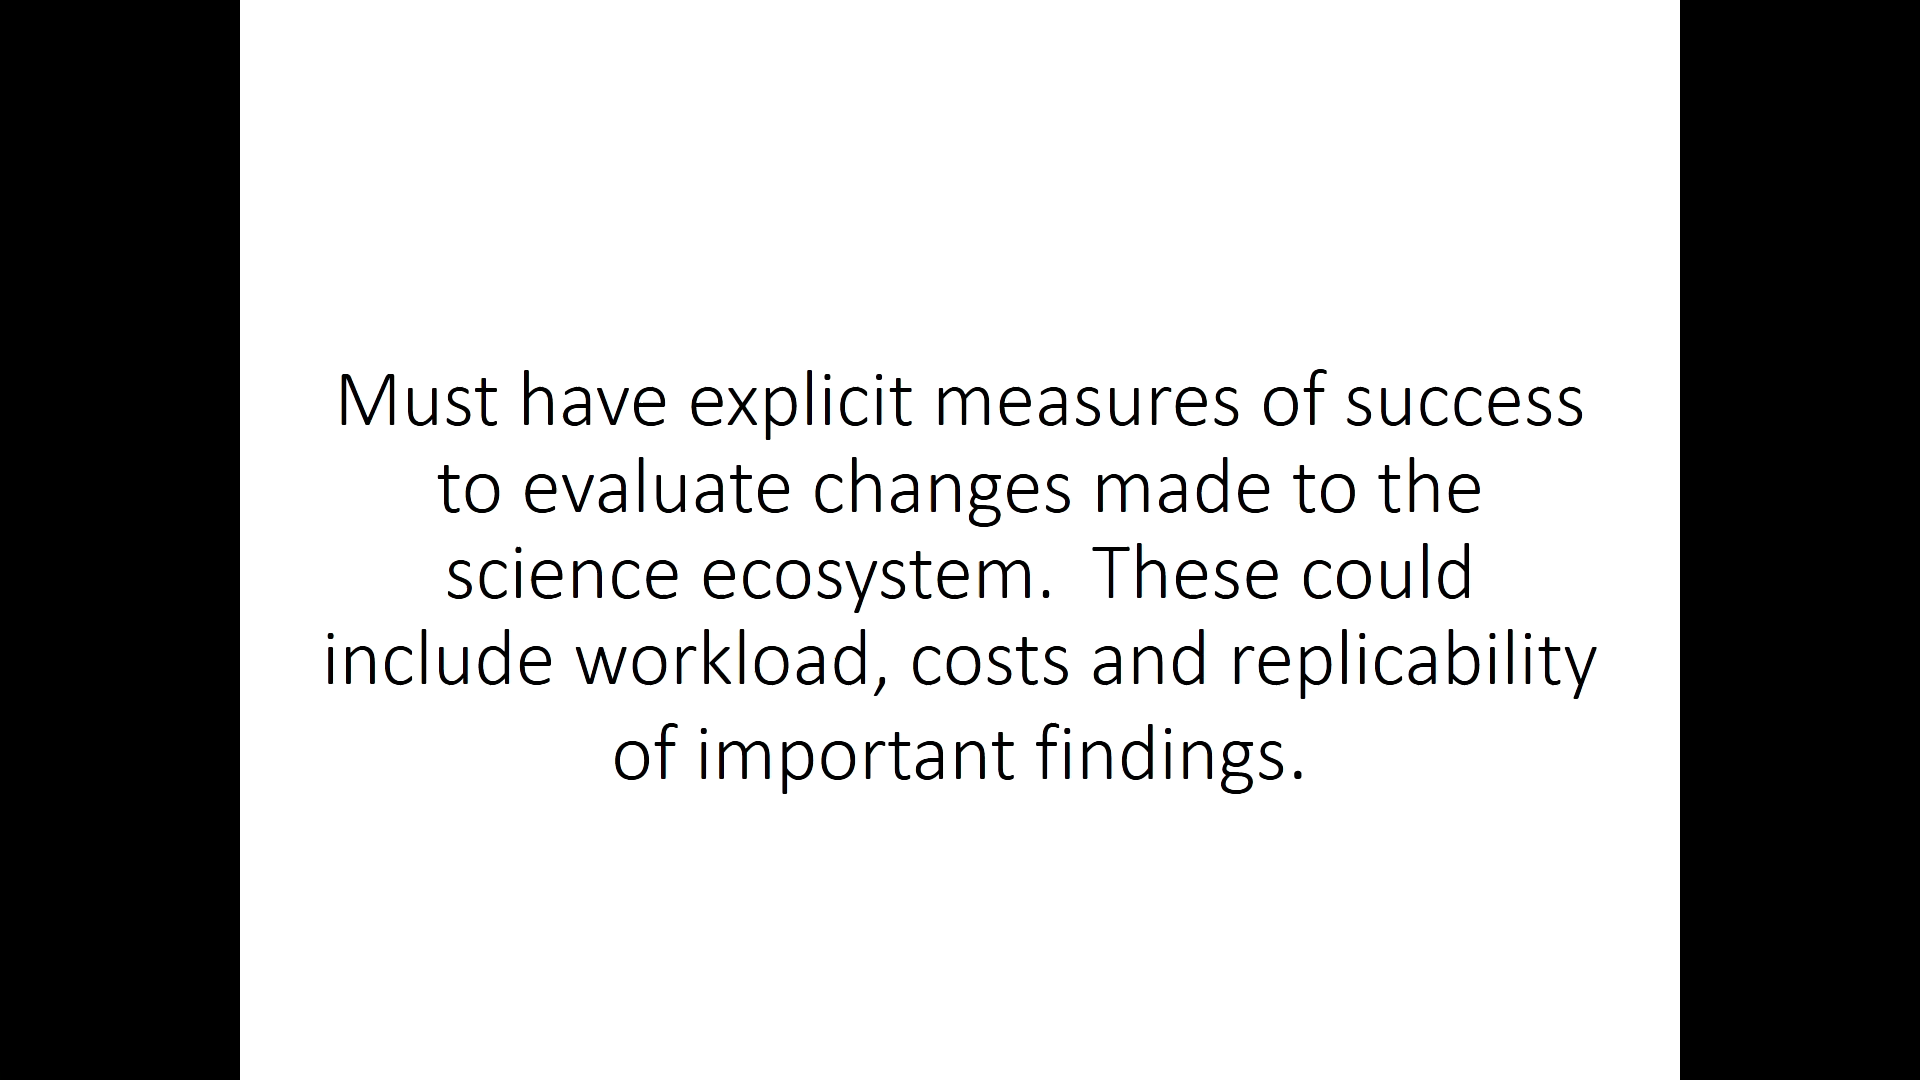 Must have explicit measures of success
to evaluate changes made to the
science ecosystem.  These could
include workload, costs and replicability
of important findings.